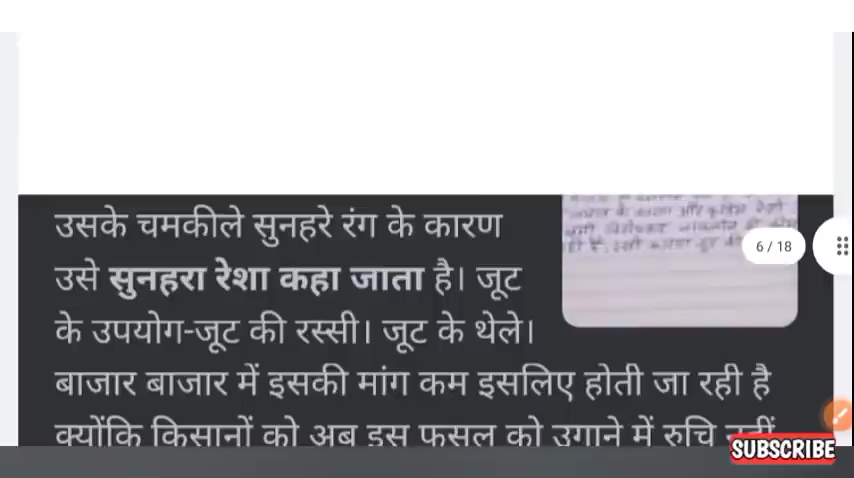 उसके चमकीले सुनहरे रंग के कारण
उसे सुनहरा रेशा कहा जाता है। जूट
के उपयोग-जूट की रस्सी। जूट के थेले।
बाजार बाजार में इसकी मांग कम इसलिए होती जा रही है
क्योंकि किसानों को अब इस फसल को उगाने में रुचि नहीं
6 / 18
SUBSCRIBE